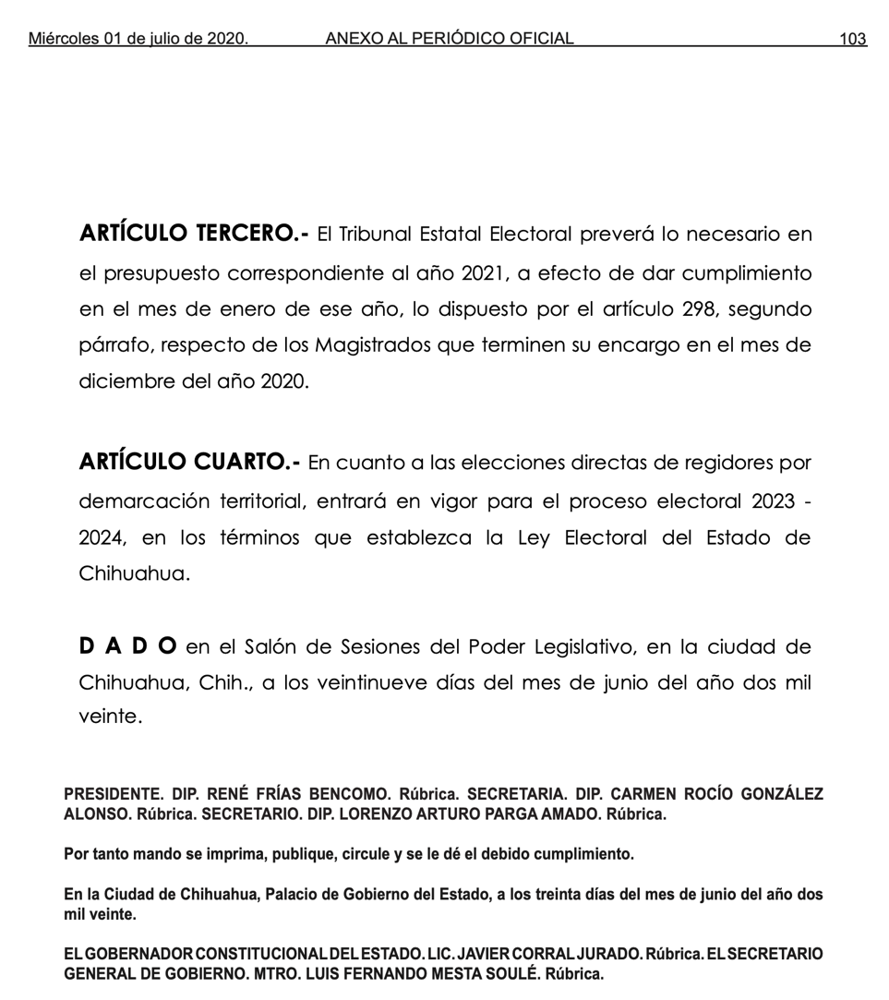 Miércoles 01 de julio de 2020. ANEXO AL PERIÓDICO OFICIAL 103
ARTÍCULO TERCERO.- El Tribunal Estatal Electoral preverá lo necesario en
el presupuesto correspondiente al año 2021, a efecto de dar cumplimiento
en el mes de enero de ese año, lo dispuesto por el artículo 298, segundo
párrafo, respecto de los Magistrados que terminen su encargo en el mes de
diciembre del año 2020.
ARTÍCULO CUARTO.- En cuanto a las elecciones directas de regidores por
demarcación territorial, entrará en vigor para el proceso electoral 2023 -
2024, en los términos que establezca la Ley Electoral del Estado de
Chihuahua.
D A D O en el Salón de Sesiones del Poder Legislativo, en la ciudad de
Chihuahua, Chih., a los veintinueve días del mes de junio del año dos mil
veinte.
PRESIDENTE. DIP. RENÉ FRÍAS BENCOMO. Rúbrica. SECRETARIA. DIP. CARMEN ROCÍO GONZÁLEZ
ALONSO. Rúbrica. SECRETARIO. DIP. LORENZO ARTURO PARGA AMADO. Rúbrica.
Por tanto mando se imprima, publique, circule y se le dé el debido cumplimiento.
En la Ciudad de Chihuahua, Palacio de Gobierno del Estado, a los treinta días del mes de junio del año dos
mil veinte.
EL GOBERNADOR CONSTITUCIONAL DEL ESTADO. LIC. JAVIER CORRAL JURADO. Rúbrica. EL SECRETARIO
GENERAL DE GOBIERNO. MTRO. LUIS FERNANDO MESTA SOULÉ. Rúbrica.